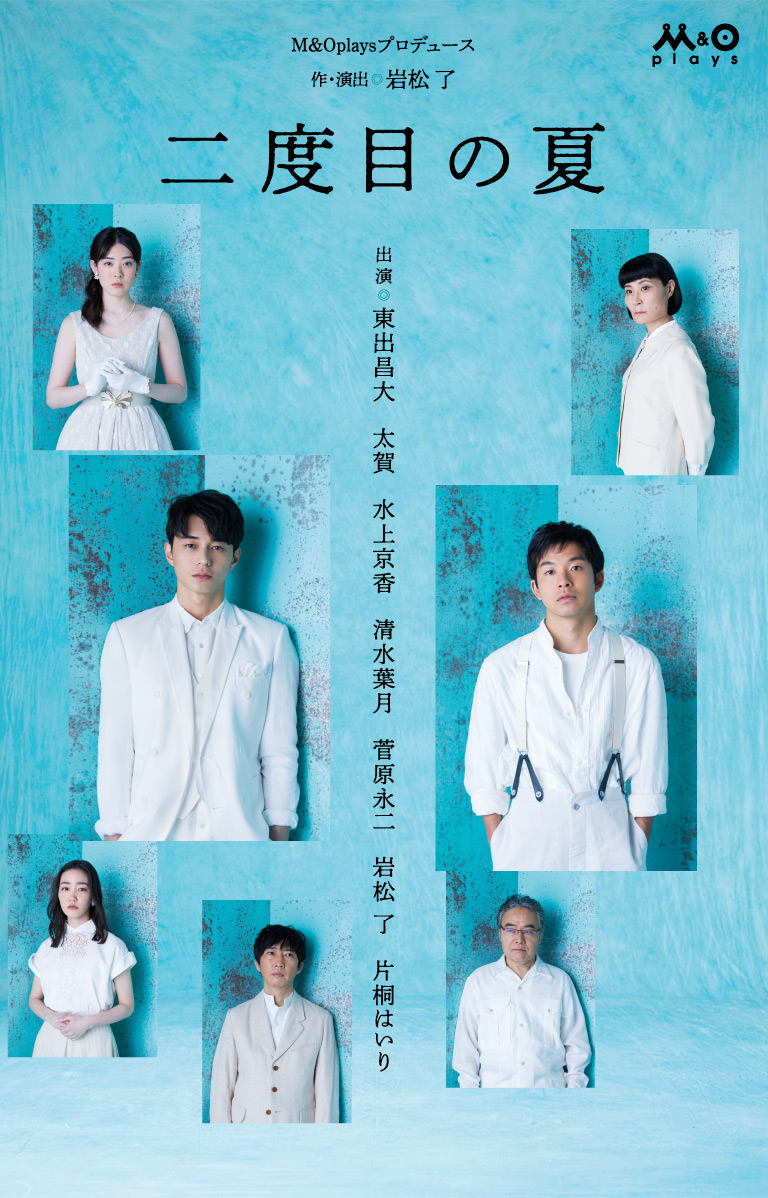 M&Oplaysプロデュース
M&O
plays
作・演出◎岩松 了
二度目の夏
出演◎東出昌大 太賀 水上京香 清水葉月 菅原永二 岩松 了 片桐はいり